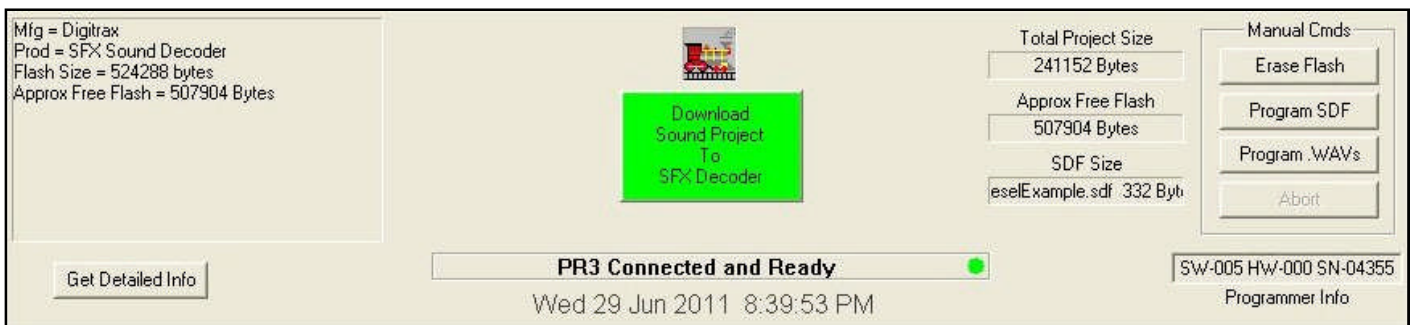 Mfg = Digitrax
Prod = SFX Sound Decoder
Flash Size = 524288 bytes
Approx Free Flash = 507904 Bytes
Get Detailed Info
Download
Sound Project
To
SFX Decoder
PR3 Connected and Ready
Wed 29 Jun 2011 8:39:53 PM
Total Project Size
241152 Bytes
Approx Free Flash
507904 Bytes
SDF Size
eselExample.sdf 332 Byt
Manual Cmds
Erase Flash
Program SDF
Program .WAVs
Abort
SW-005 HW-000 SN-04355
Programmer Info